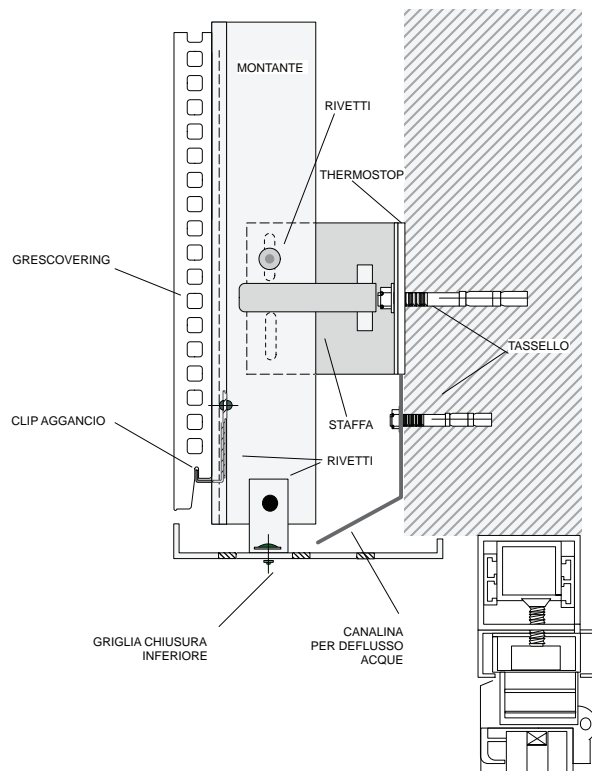 MONTANTE
RIVETTI
THERMOSTOP
GRESCOVERING
TASSELLO
CLIP AGGANCIO
STAFFA
RIVETTI
GRIGLIA CHIUSURA
INFERIORE
CANALINA
PER DEFLUSSO
ACQUE